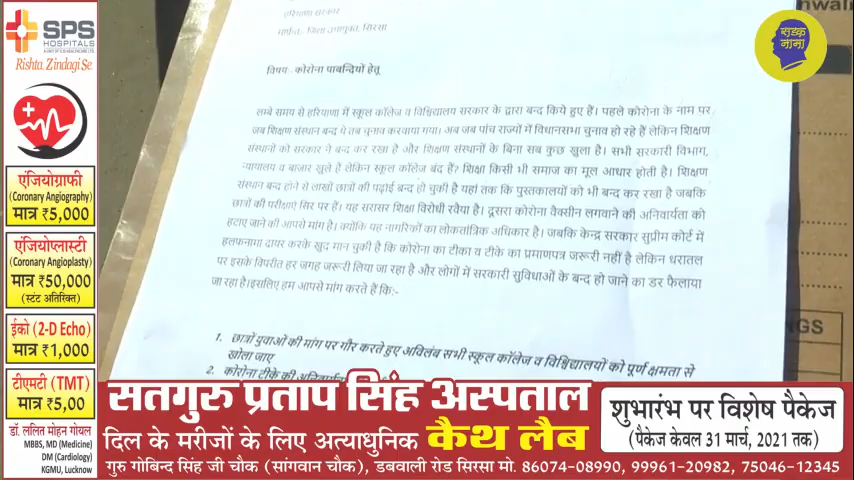 SPS
HOSPITALS
Rishta. Zindagi Se
एंजियोग्राफी
(Coronary Angiography)
मात्र ₹5,000
एंजियोप्लास्टी
(Coronary Angioplasty)
मात्र ₹50,000
(स्टंट अतिरिक्त)
ईको (2-D Echo)
मात्र ₹1,000
टीएमटी (TMT)
मात्र ₹5,00
डॉ. ललित मोहन गोयल
MBBS, MD (Medicine)
DM (Cardiology)
KGMU, Lucknow
हरियाणा सरकार
मार्फत:- जिला उपायुक्त, सिरसा
विषय:- कोरोना पाबन्दियों हेतू
लम्बे समय से हरियाणा में स्कूल कॉलेज व विश्विद्यालय सरकार के द्वारा बन्द किये हुए हैं। पहले कोरोना के नाम पर
जब शिक्षण संस्थान बन्द थे तब चुनाव करवाया गया। अब जब पांच राज्यों में विधानसभा चुनाव हो रहे हैं लेकिन शिक्षण
संस्थानों को सरकार ने बन्द कर रखा है और शिक्षण संस्थानों के बिना सब कुछ खुला है। सभी सरकारी विभाग,
न्यायालय व बाजार खुले है लेकिन स्कूल कॉलेज बंद हैं? शिक्षा किसी भी समाज का मूल आधार होती है। शिक्षण
संस्थान बन्द होने से लाखों छात्रों की पढ़ाई बन्द हो चुकी है यहां तक कि पुस्तकालयों को भी बन्द कर रखा है जबकि
छात्रों की परीक्षाएं सिर पर हैं। यह सरासर शिक्षा विरोधी रवैया है। दूसरा कोरोना वैक्सीन लगवाने की अनिवार्यता को
हटाए जाने की आपसे मांग है। क्योंकि यह नागरिकों का लोकतांत्रिक अधिकार है। जबकि केन्द्र सरकार सुप्रीम कोर्ट में
हलफनामा दायर करके खुद मान चुकी है कि कोरोना का टीका व टीके का प्रमाणपत्र जरूरी नहीं है लेकिन धरातल
पर इसके विपरीत हर जगह जरूरी लिया जा रहा है और लोगों में सरकारी सुविधाओं के बन्द हो जाने का डर फैलाया
जा रहा है।इसलिए हम आपसे मांग करते हैं कि:-
1. छात्रों युवाओं की मांग पर गौर करते हुए अविलंब सभी स्कूल कॉलेज व विश्विद्यालयों को पूर्ण क्षमता से
खोला जाए
2. कोरोना टीके की
सड़क
नामा
NGS
सतगुरु प्रताप सिंह अस्पताल
दिल के मरीजों के लिए अत्याधुनिक कैथ लैब
गुरु गोबिन्द सिंह जी चौक (सांगवान चौक), डबवाली रोड सिरसा मो. 86074-08990, 99961-20982, 75046-12345
शुभारंभ पर विशेष पैकेज
(पैकेज केवल 31 मार्च, 2021 तक)